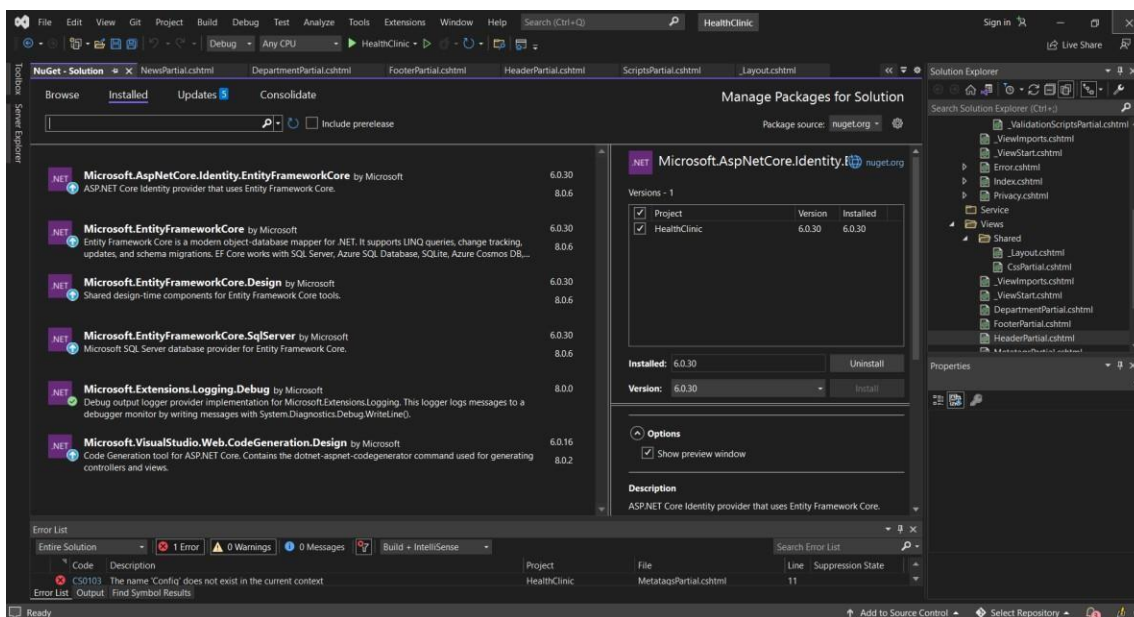 File Edit View Git Project Build Debug Test Analyze Tools Extensions Window Help Search (Ctrl+Q) HealthClinic Sign in
Debug Any CPU HealthClinic Live Share
Toolbox
Server Explorer
NuGet - Solution NewsPartial.cshtml DepartmentPartial.cshtml FooterPartial.cshtml HeaderPartial.cshtml ScriptsPartial.cshtml _Layout.cshtml
Browse Installed Updates 5 Consolidate Manage Packages for Solution
Include prerelease Package source: nuget.org
.NET Microsoft.AspNetCore.Identity.EntityFrameworkCore by Microsoft 6.0.30
ASP.NET Core Identity provider that uses Entity Framework Core. 8.0.6
.NET Microsoft.EntityFrameworkCore by Microsoft 6.0.30
Entity Framework Core is a modern object-database mapper for .NET. It supports LINQ queries, change tracking,
updates, and schema migrations. EF Core works with SQL Server, Azure SQL Database, SQLite, Azure Cosmos DB,... 8.0.6
.NET Microsoft.EntityFrameworkCore.Design by Microsoft 6.0.30
Shared design-time components for Entity Framework Core tools. 8.0.6
.NET Microsoft.EntityFrameworkCore.SqlServer by Microsoft 6.0.30
Microsoft SQL Server database provider for Entity Framework Core. 8.0.6
.NET Microsoft.Extensions.Logging.Debug by Microsoft 8.0.0
Debug output logger provider implementation for Microsoft.Extensions.Logging. This logger logs messages to a
debugger monitor by writing messages with System.Diagnostics.Debug.WriteLine().
.NET Microsoft.VisualStudio.Web.CodeGeneration.Design by Microsoft 6.0.16
Code Generation tool for ASP.NET Core. Contains the dotnet-aspnet-codegenerator command used for generating 8.0.2
controllers and views.
.NET Microsoft.AspNetCore.Identity.E nuget.org
Versions - 1
Project Version Installed
HealthClinic 6.0.30 6.0.30
Installed: 6.0.30 Uninstall
Version: 6.0.30 Install
Options
Show preview window
Description
ASP.NET Core Identity provider that uses Entity Framework Core.
Solution Explorer
Search Solution Explorer (Ctrl+;)
_ValidationScriptsPartial.cshtml
_ViewImports.cshtml
_ViewStart.cshtml
Error.cshtml
Index.cshtml
Privacy.cshtml
Service
Views
Shared
_Layout.cshtml
CssPartial.cshtml
_ViewImports.cshtml
_ViewStart.cshtml
DepartmentPartial.cshtml
FooterPartial.cshtml
HeaderPartial.cshtml
MetatagsPartial.cshtml
Properties
Error List
Entire Solution 1 Error 0 Warnings 0 Messages Build + IntelliSense Search Error List
Code Description Project File Line Suppression State
CS0103 The name 'Config' does not exist in the current context HealthClinic MetatagsPartial.cshtml 11
Error List Output Find Symbol Results
Ready Add to Source Control Select Repository